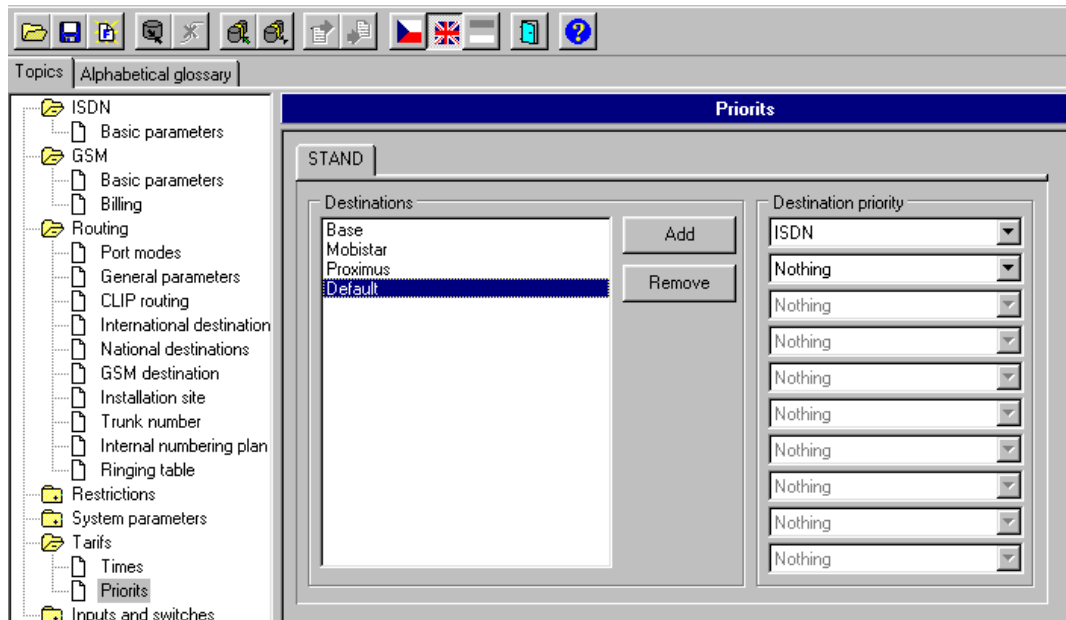 Topics
Alphabetical glossary
ISDN
Basic parameters
GSM
Basic parameters
Billing
Routing
Port modes
General parameters
CLIP routing
International destination
National destinations
GSM destination
Installation site
Trunk number
Internal numbering plan
Ringing table
Restrictions
System parameters
Tarifs
Times
Priorits
Inputs and switches
Priorits
STAND
Destinations
Base
Mobistar
Proximus
Default
Add
Remove
Destination priority
ISDN
Nothing
Nothing
Nothing
Nothing
Nothing
Nothing
Nothing
Nothing
Nothing